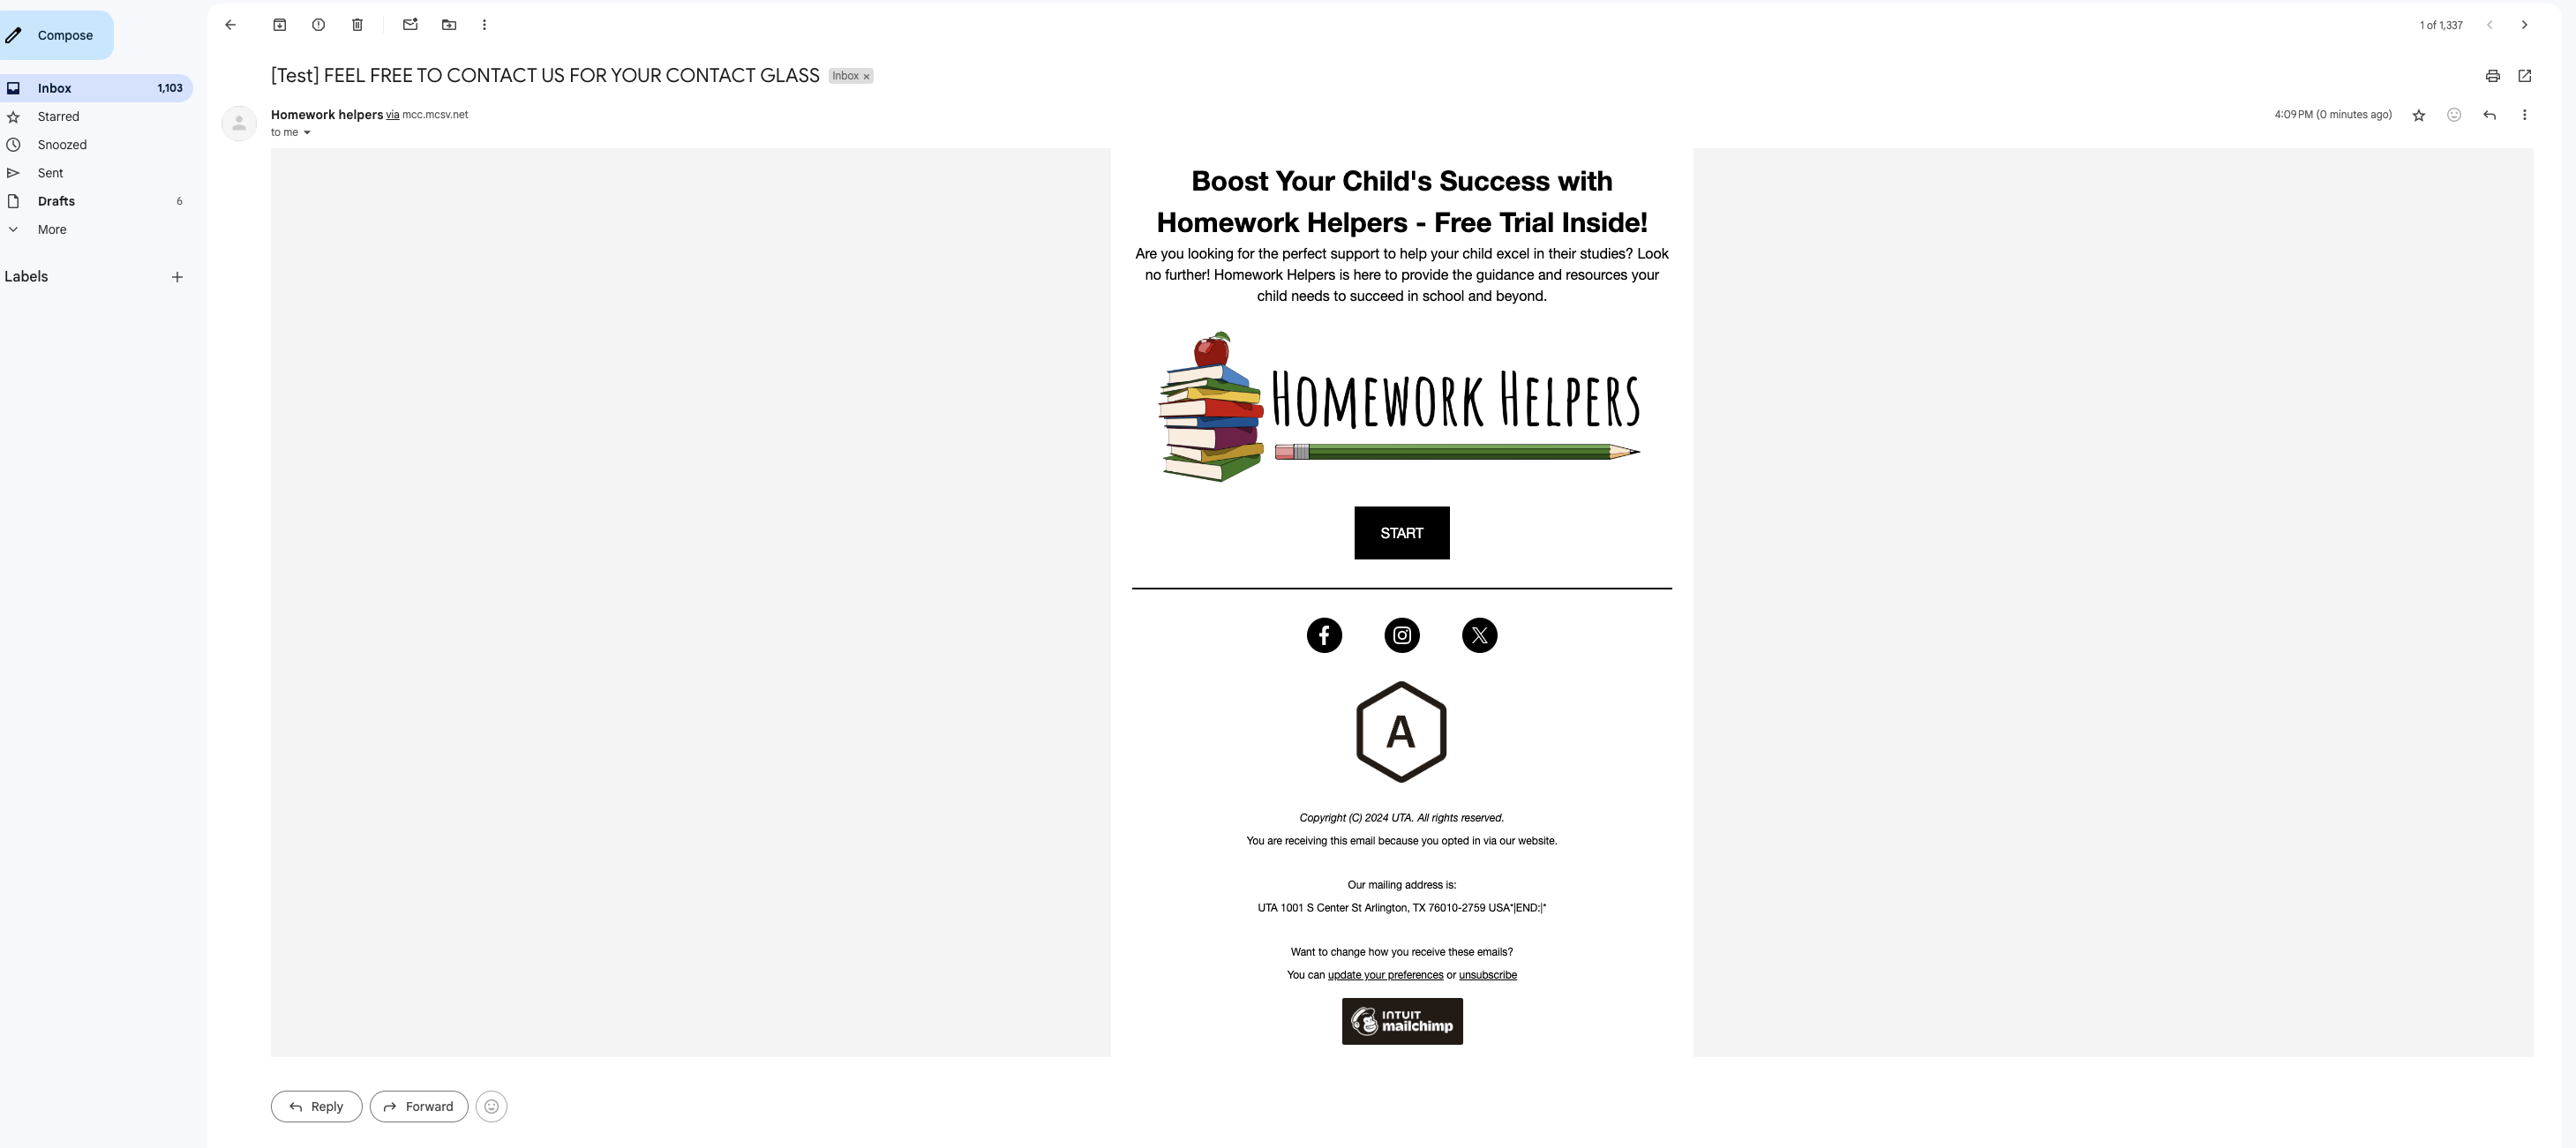 Compose
1 of 1,337
[Test] FEEL FREE TO CONTACT US FOR YOUR CONTACT GLASS Inbox ×
Inbox 1,103
Homework helpers via mcc.mcsv.net 4:09 PM (0 minutes ago)
to me
Starred
Snoozed
Sent
Drafts 6
More
Labels +
Boost Your Child's Success with
Homework Helpers - Free Trial Inside!
Are you looking for the perfect support to help your child excel in their studies? Look
no further! Homework Helpers is here to provide the guidance and resources your
child needs to succeed in school and beyond.
HOMEWORK HELPERS
START
A
Copyright (C) 2024 UTA. All rights reserved.
You are receiving this email because you opted in via our website.
Our mailing address is:
UTA 1001 S Center St Arlington, TX 76010-2759 USA*|END:|*
Want to change how you receive these emails?
You can update your preferences or unsubscribe
INTUIT
mailchimp
Reply Forward